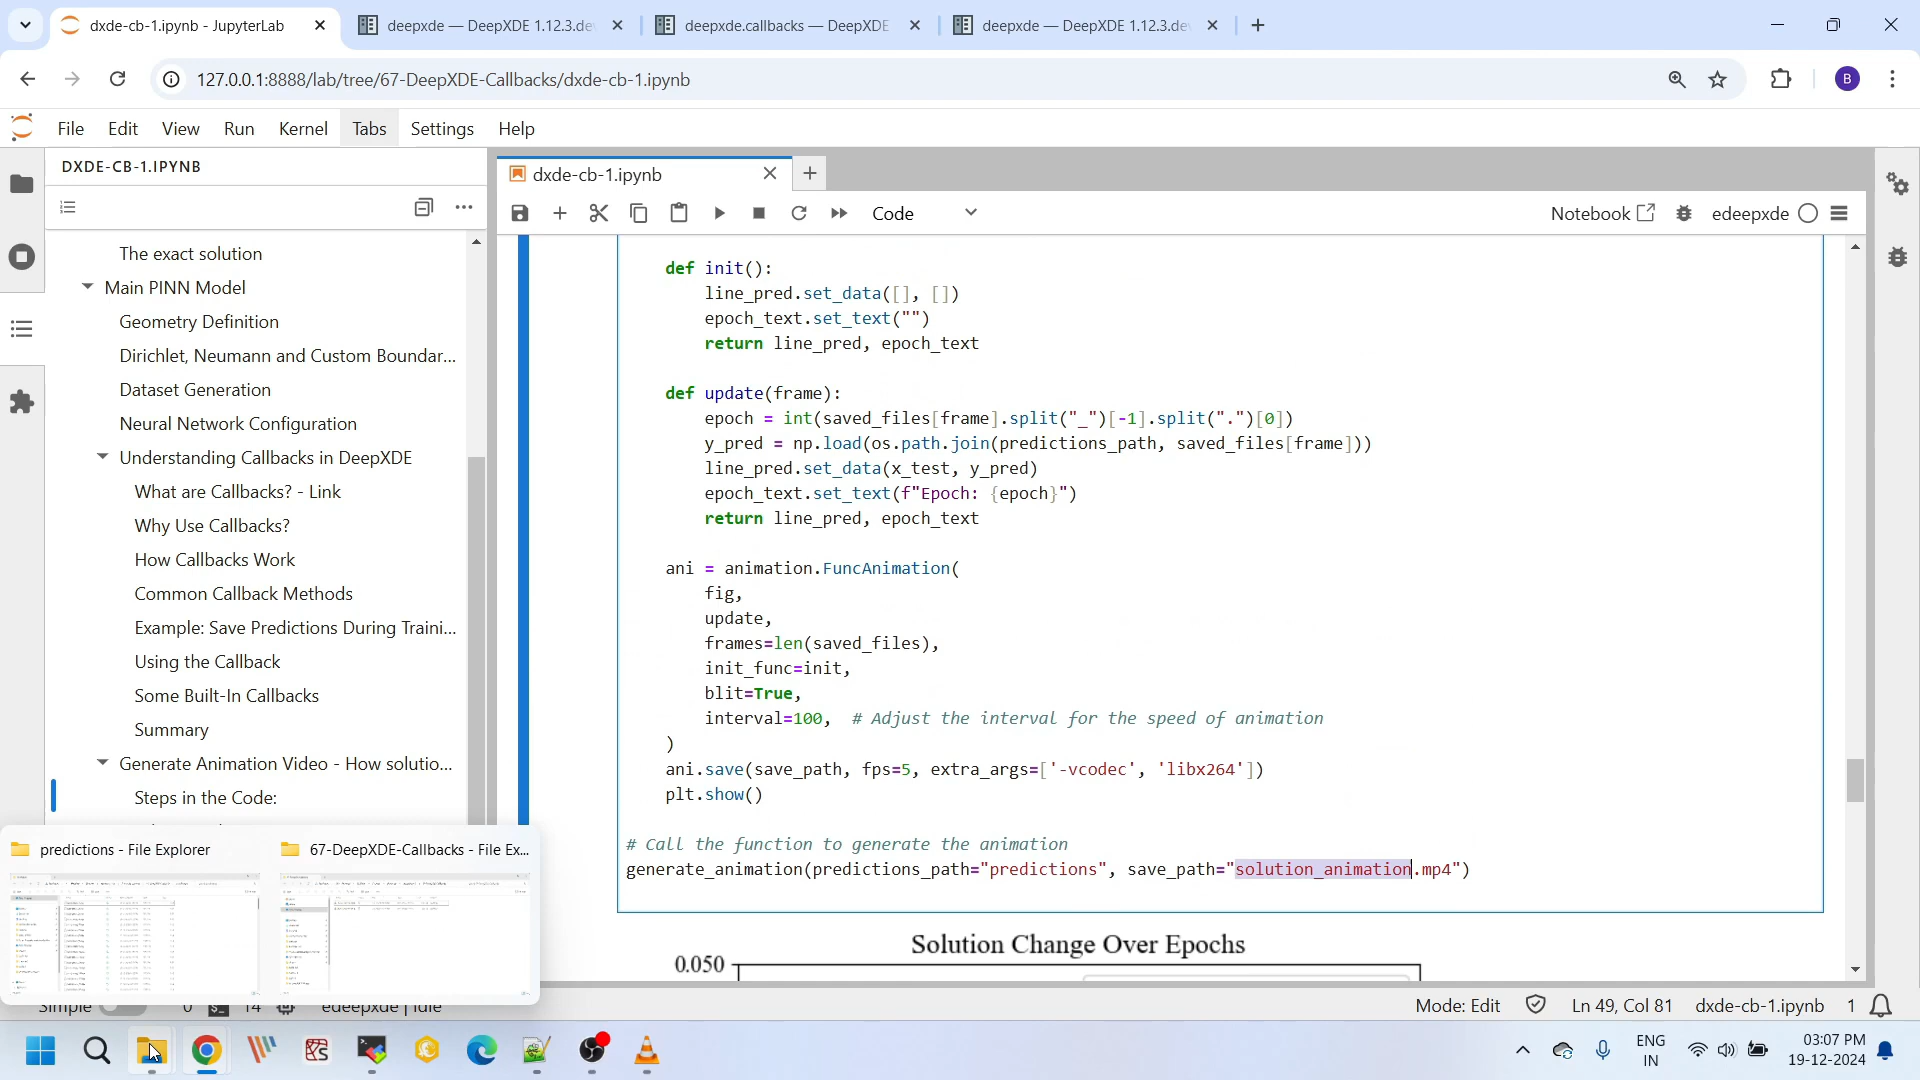 dxde-cb-1.ipynb - JupyterLab
deepxde — DeepXDE 1.12.3.de
deepxde.callbacks — DeepXDE
deepxde — DeepXDE 1.12.3.de
127.0.0.1:8888/lab/tree/67-DeepXDE-Callbacks/dxde-cb-1.ipynb
B
File Edit View Run Kernel Tabs Settings Help
DXDE-CB-1.IPYNB
The exact solution
Main PINN Model
Geometry Definition
Dirichlet, Neumann and Custom Boundar...
Dataset Generation
Neural Network Configuration
Understanding Callbacks in DeepXDE
What are Callbacks? - Link
Why Use Callbacks?
How Callbacks Work
Common Callback Methods
Example: Save Predictions During Traini...
Using the Callback
Some Built-In Callbacks
Summary
Generate Animation Video - How solutio...
Steps in the Code:
dxde-cb-1.ipynb
Code
Notebook
edeepxde
def init():
line_pred.set_data([], [])
epoch_text.set_text("")
return line_pred, epoch_text
def update(frame):
epoch = int(saved_files[frame].split("_")[-1].split(".")[0])
y_pred = np.load(os.path.join(predictions_path, saved_files[frame]))
line_pred.set_data(x_test, y_pred)
epoch_text.set_text(f"Epoch: {epoch}")
return line_pred, epoch_text
ani = animation.FuncAnimation(
fig,
update,
frames=len(saved_files),
init_func=init,
blit=True,
interval=100,  # Adjust the interval for the speed of animation
)
ani.save(save_path, fps=5, extra_args=['-vcodec', 'libx264'])
plt.show()
# Call the function to generate the animation
generate_animation(predictions_path="predictions", save_path="solution_animation.mp4")
Solution Change Over Epochs
0.050
predictions - File Explorer
67-DeepXDE-Callbacks - File Ex...
Simple 0 14 edeepxde | Idle
Mode: Edit
Ln 49, Col 81
dxde-cb-1.ipynb
1
ENG
IN
03:07 PM
19-12-2024